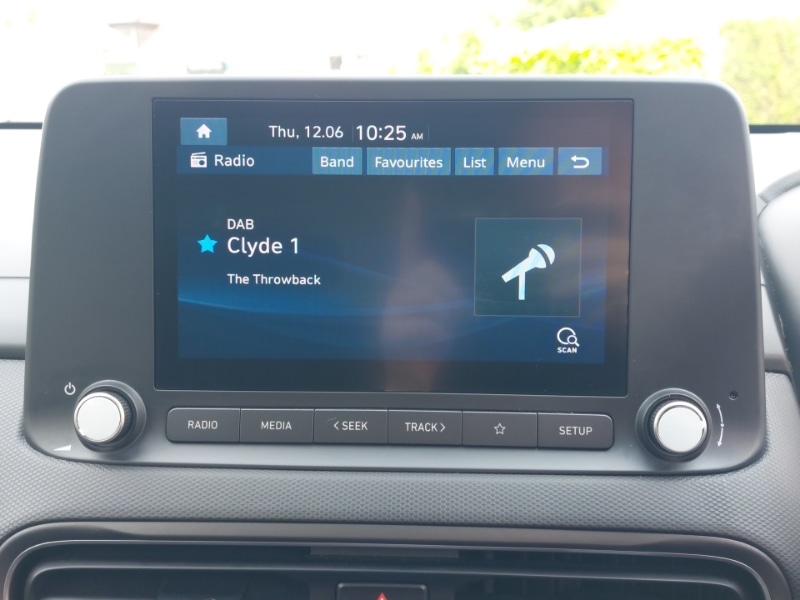 Thu, 12.06 10:25 AM
Radio Band Favourites List Menu
DAB
Clyde 1
The Throwback
SCAN
RADIO MEDIA < SEEK TRACK > SETUP